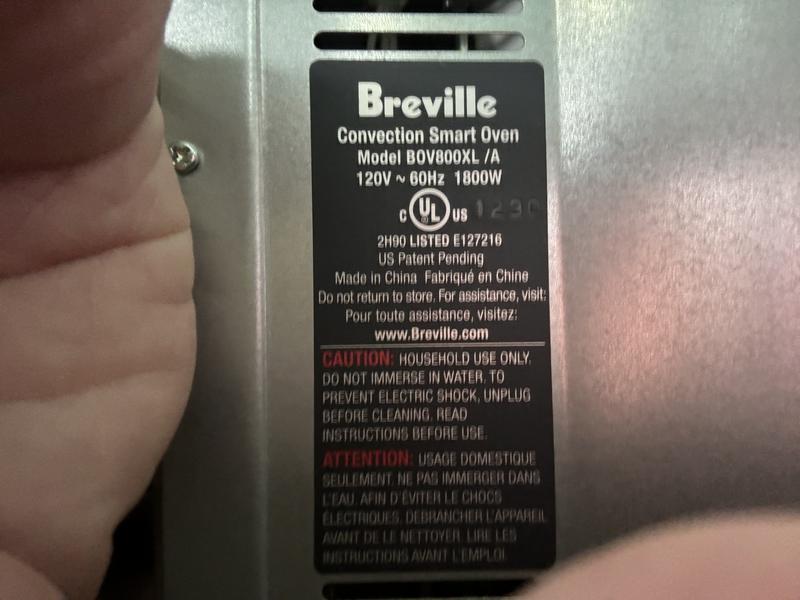 Breville
Convection Smart Oven
Model BOV800XL /A
120V ~ 60Hz 1800W
C UL US 1230
2H90 LISTED E127216
US Patent Pending
Made in China Fabriqué en Chine
Do not return to store. For assistance, visit:
Pour toute assistance, visitez:
www.Breville.com
CAUTION: HOUSEHOLD USE ONLY.
DO NOT IMMERSE IN WATER. TO
PREVENT ELECTRIC SHOCK, UNPLUG
BEFORE CLEANING. READ
INSTRUCTIONS BEFORE USE.
ATTENTION: USAGE DOMESTIQUE
SEULEMENT. NE PAS IMMERGER DANS
L'EAU. AFIN D'ÉVITER LE CHOCS
ÉLECTRIQUES, DEBRANCHER L'APPAREIL
AVANT DE LE NETTOYER. LIRE LES
INSTRUCTIONS AVANT L'EMPLOI.